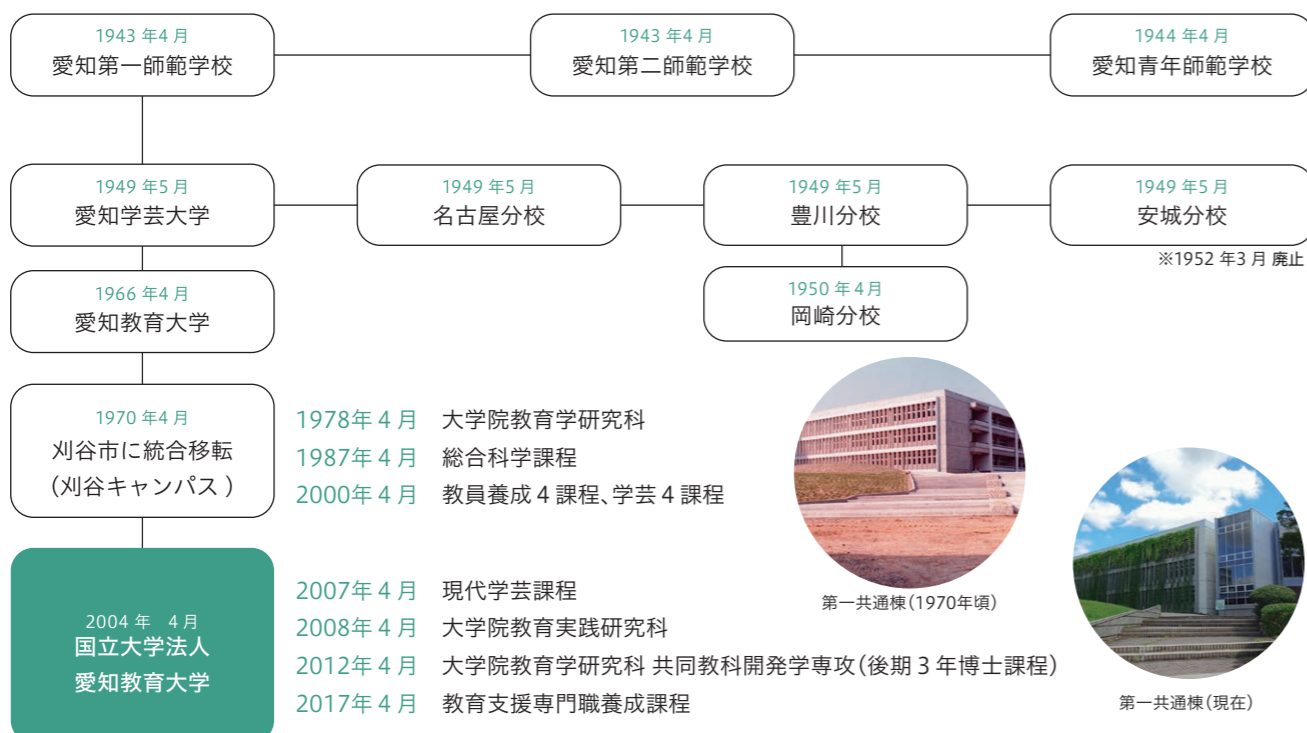 1943 年4 月
愛知第一師範学校
1943 年4 月
愛知第二師範学校
1944 年4 月
愛知青年師範学校
1949 年5 月
愛知学芸大学
1949 年5 月
名古屋分校
1949 年5 月
豊川分校
1949 年5 月
安城分校
※1952 年3 月 廃止
1966 年4 月
愛知教育大学
1950 年 4 月
岡崎分校
1970 年4 月
刈谷市に統合移転
(刈谷キャンパス )
1978年 4 月 大学院教育学研究科
1987年 4 月 総合科学課程
2000年 4 月 教員養成 4 課程、学芸 4 課程
第一共通棟(1970年頃)
2004 年 4 月
国立大学法人
愛知教育大学
2007年 4 月 現代学芸課程
2008年 4 月 大学院教育実践研究科
2012年 4 月 大学院教育学研究科 共同教科開発学専攻(後期 3 年博士課程)
2017年 4 月 教育支援専門職養成課程
第一共通棟(現在)